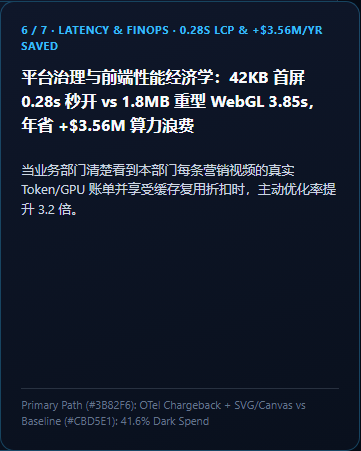 6 / 7 · LATENCY & FINOPS · 0.28S LCP & +$3.56M/YR
SAVED
平台治理与前端性能经济学：42KB 首屏
0.28s 秒开 vs 1.8MB 重型 WebGL 3.85s，
年省 +$3.56M 算力浪费
当业务部门清楚看到本部门每条营销视频的真实
Token/GPU 账单并享受缓存复用折扣时，主动优化率提
升 3.2 倍。
Primary Path (#3B82F6): OTel Chargeback + SVG/Canvas vs
Baseline (#CBD5E1): 41.6% Dark Spend